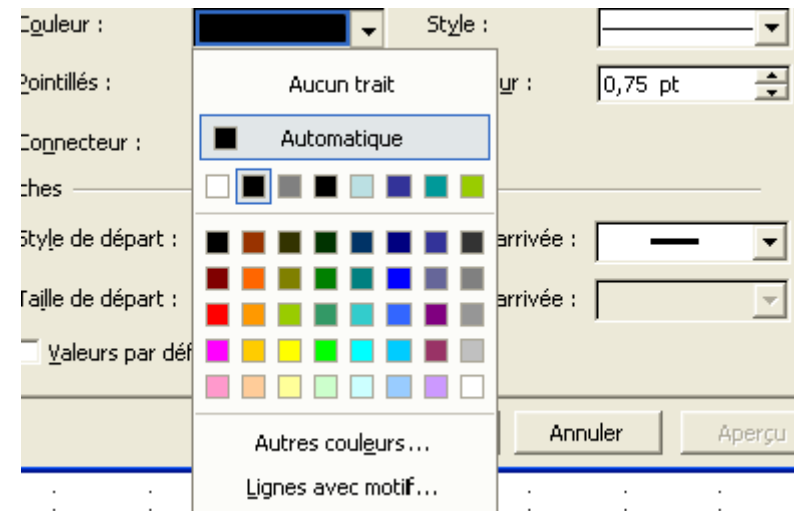 Couleur : Style :
Aucun trait
Pointillés : ur : 0,75 pt
Automatique
Connecteur :
ches
Style de départ : arrivée :
Taille de départ : arrivée :
Valeurs par déf
Annuler Aperçu
Autres couleurs...
Lignes avec motif...